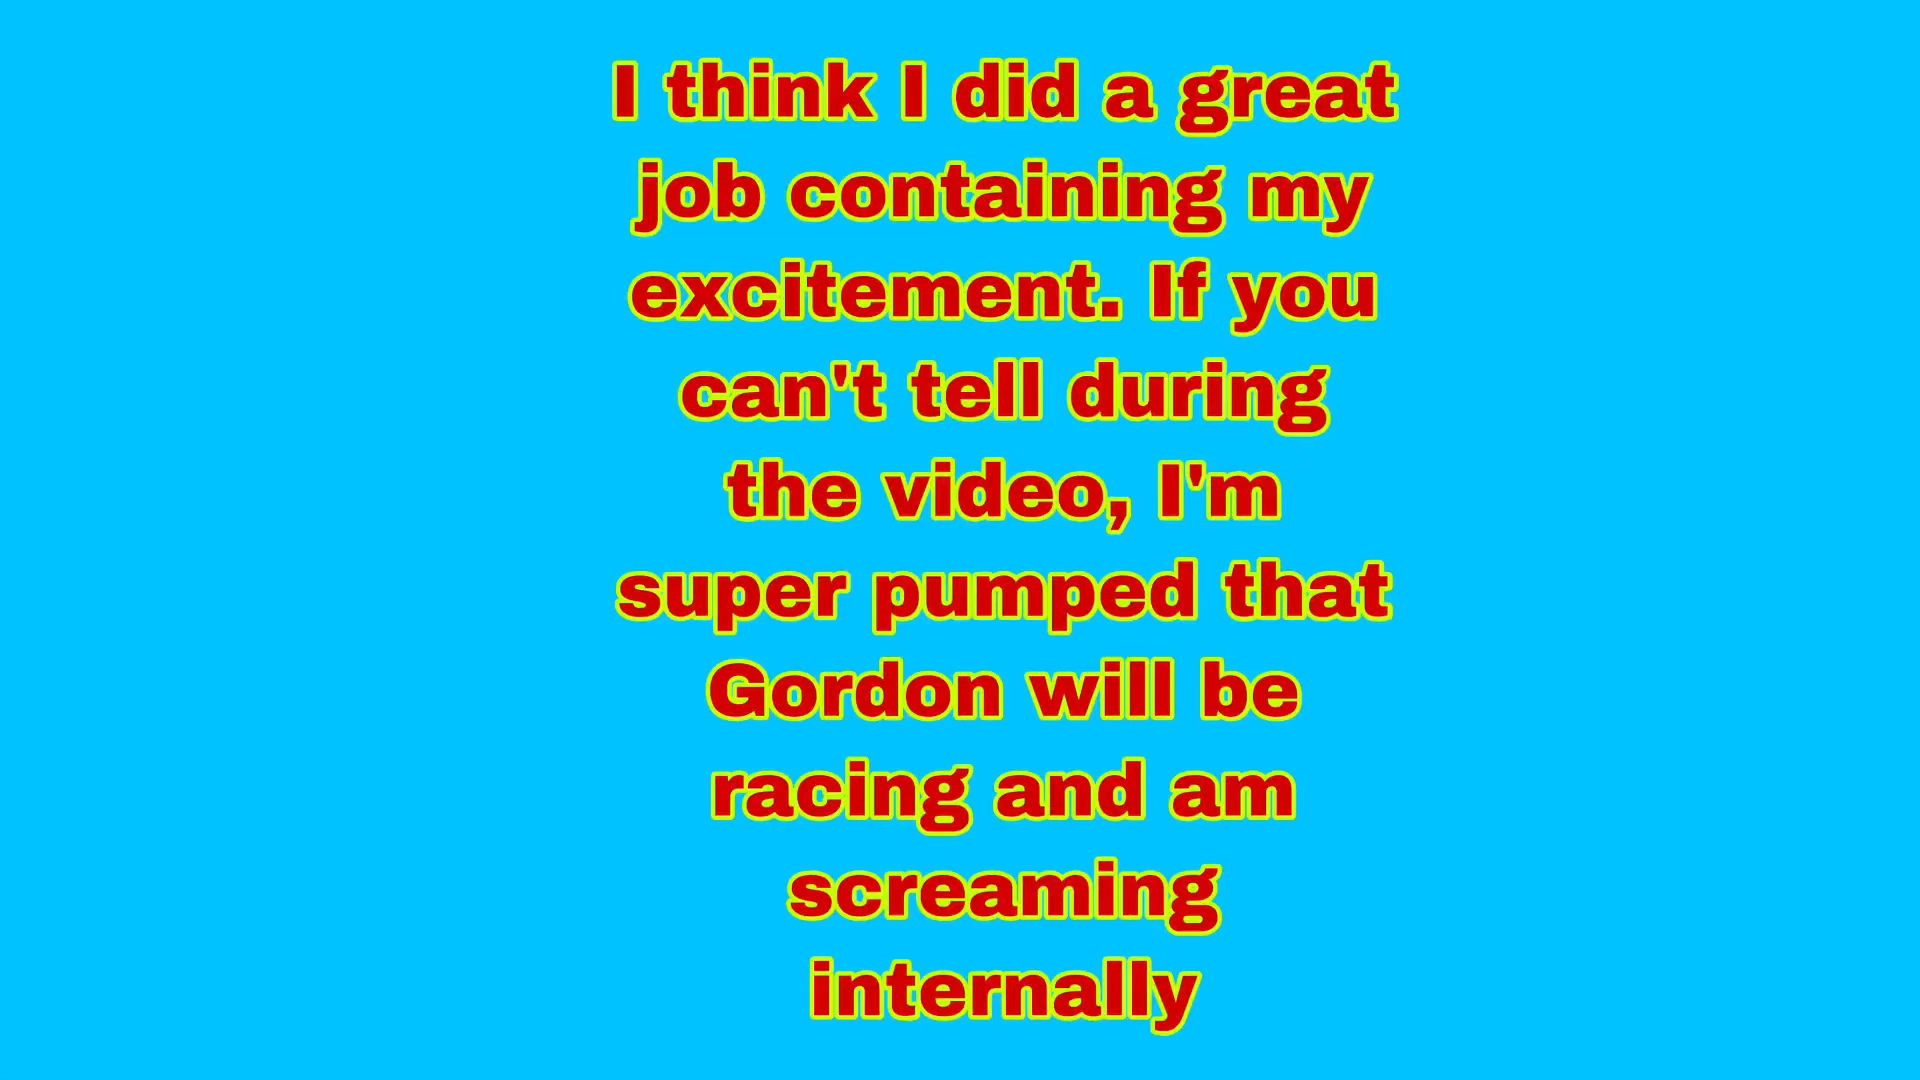 I think I did a great
job containing my
excitement. If you
can't tell during
the video, I'm
super pumped that
Gordon will be
racing and am
screaming
internally